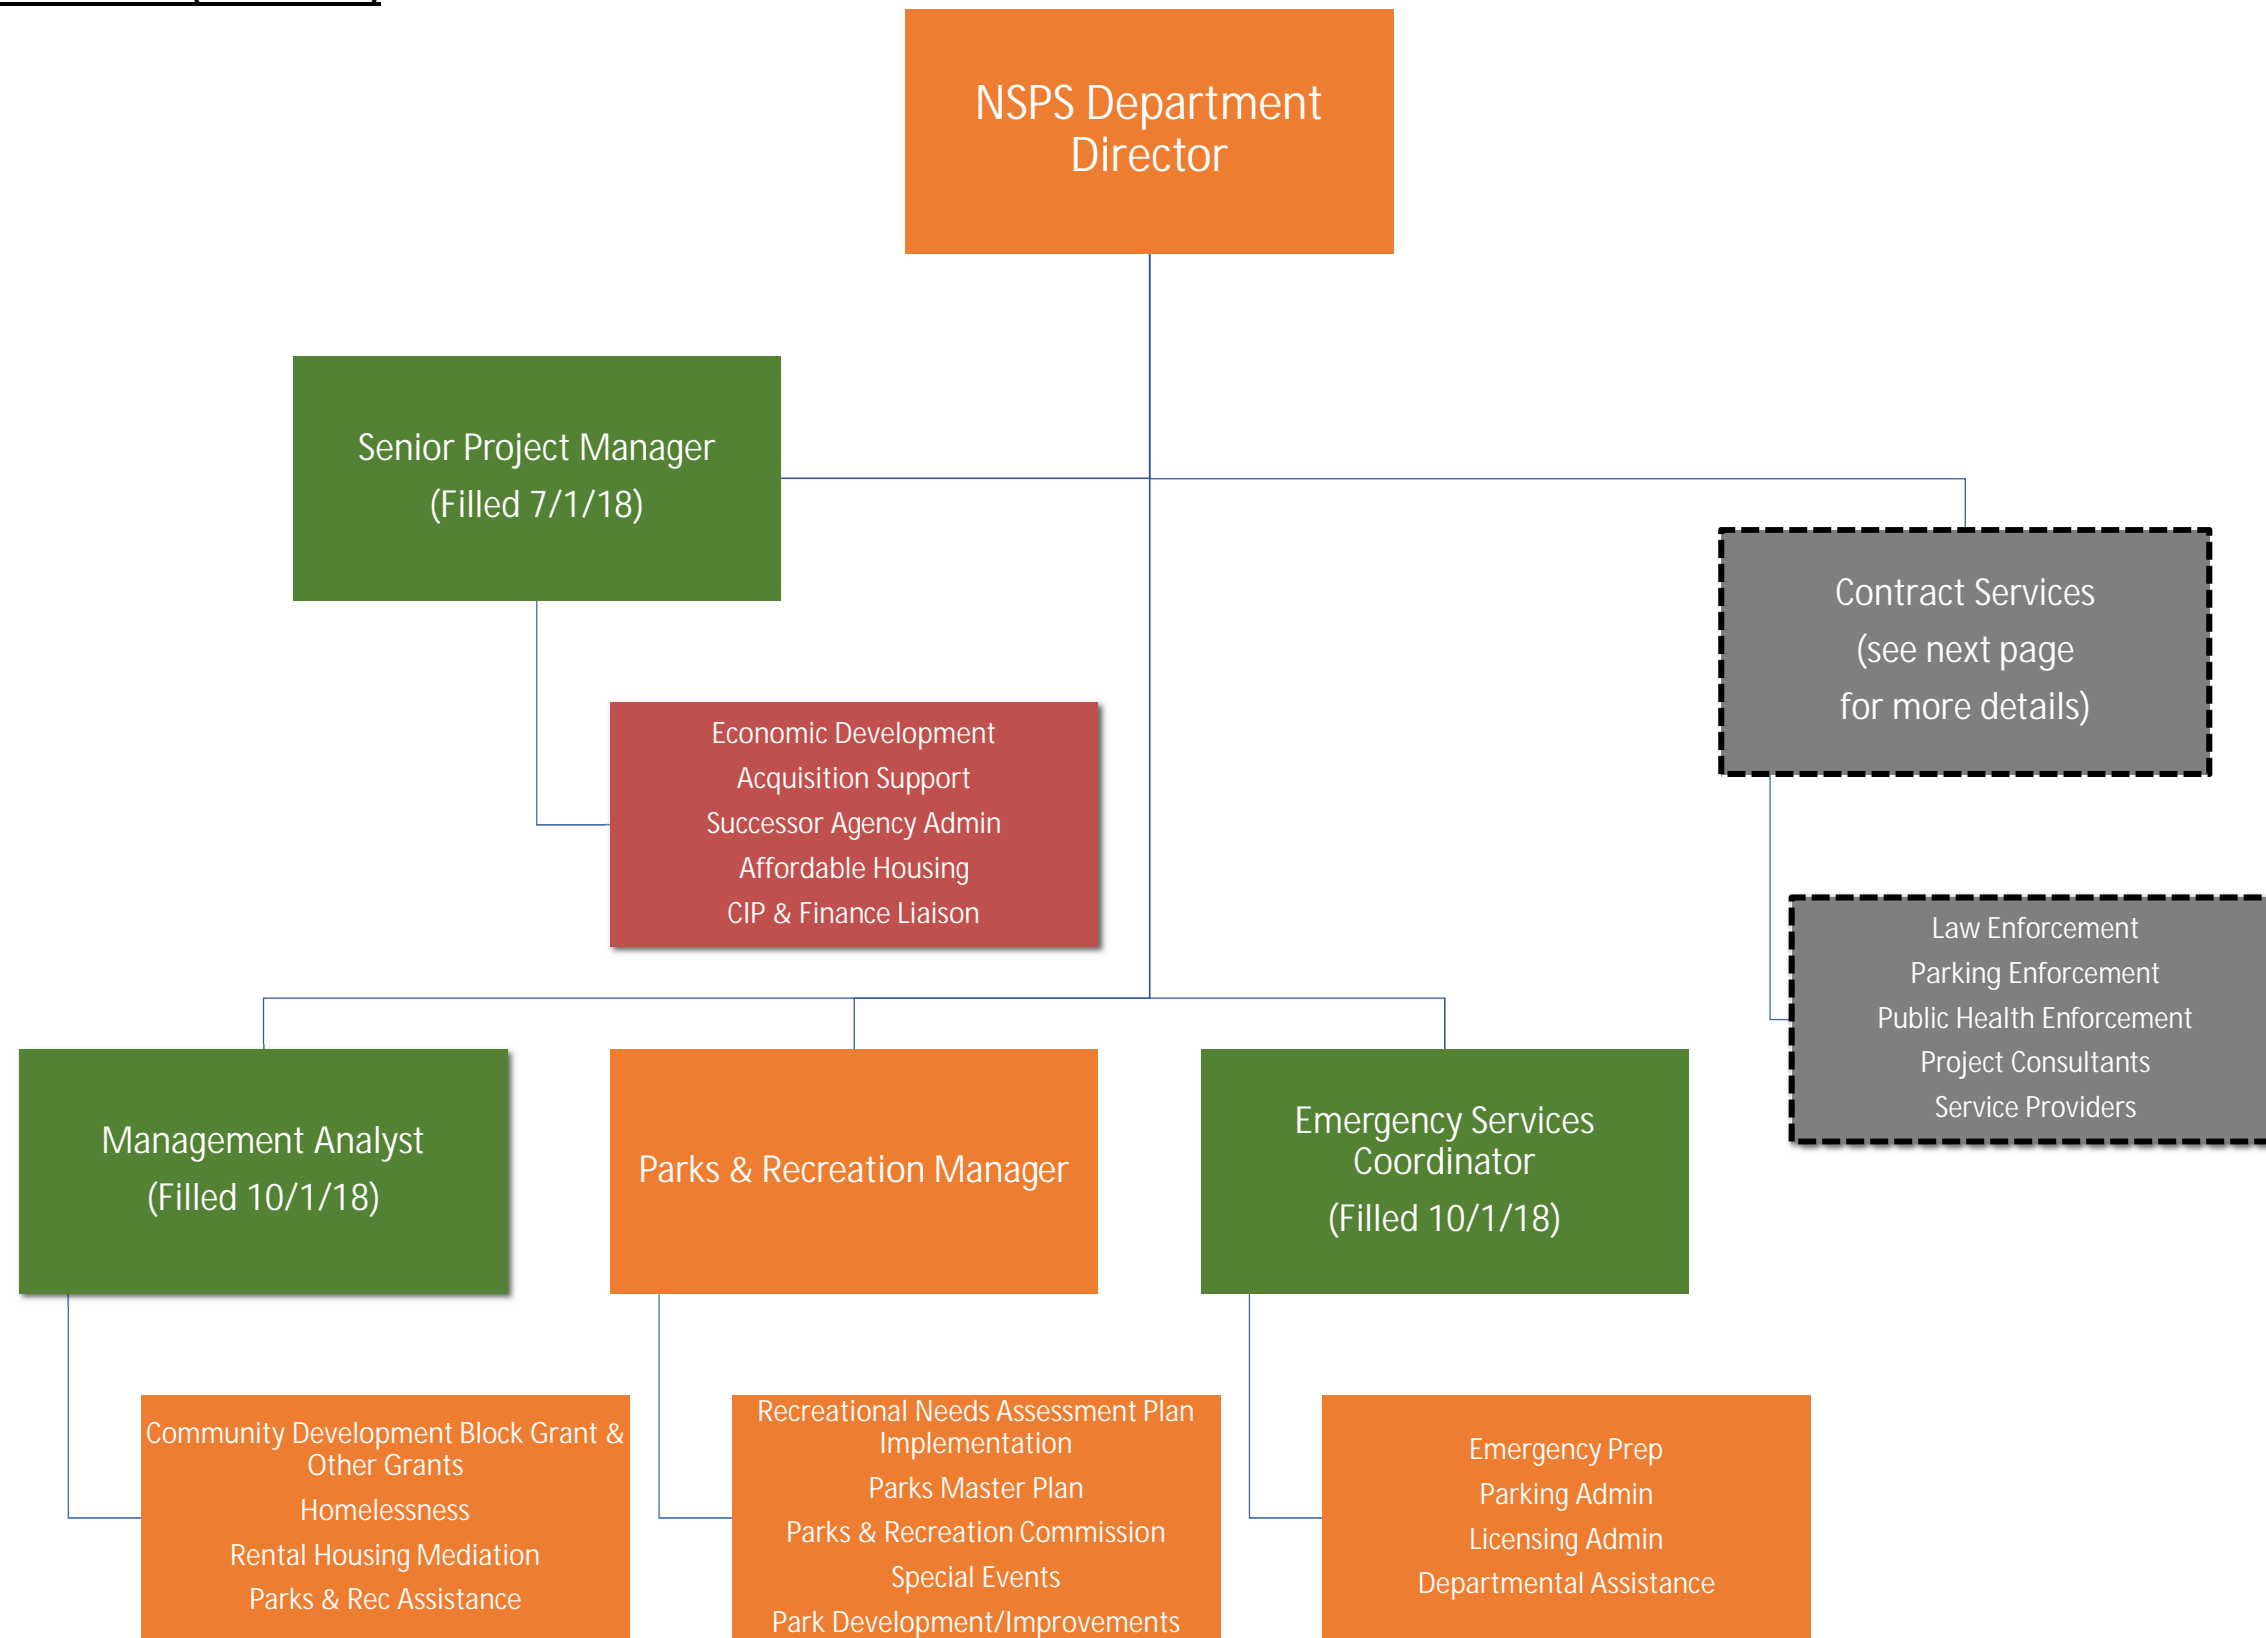 NSPS Department
Director
Senior Project Manager
(Filled 7/1/18)
Contract Services
(see next page
for more details)
Economic Development
Acquisition Support
Successor Agency Admin
Affordable Housing
CIP & Finance Liaison
Law Enforcement
Parking Enforcement
Public Health Enforcement
Project Consultants
Service Providers
Management Analyst
(Filled 10/1/18)
Parks & Recreation Manager
Emergency Services
Coordinator
(Filled 10/1/18)
Community Development Block Grant &
Other Grants
Homelessness
Rental Housing Mediation
Parks & Rec Assistance
Recreational Needs Assessment Plan
Implementation
Parks Master Plan
Parks & Recreation Commission
Special Events
Park Development/Improvements
Emergency Prep
Parking Admin
Licensing Admin
Departmental Assistance